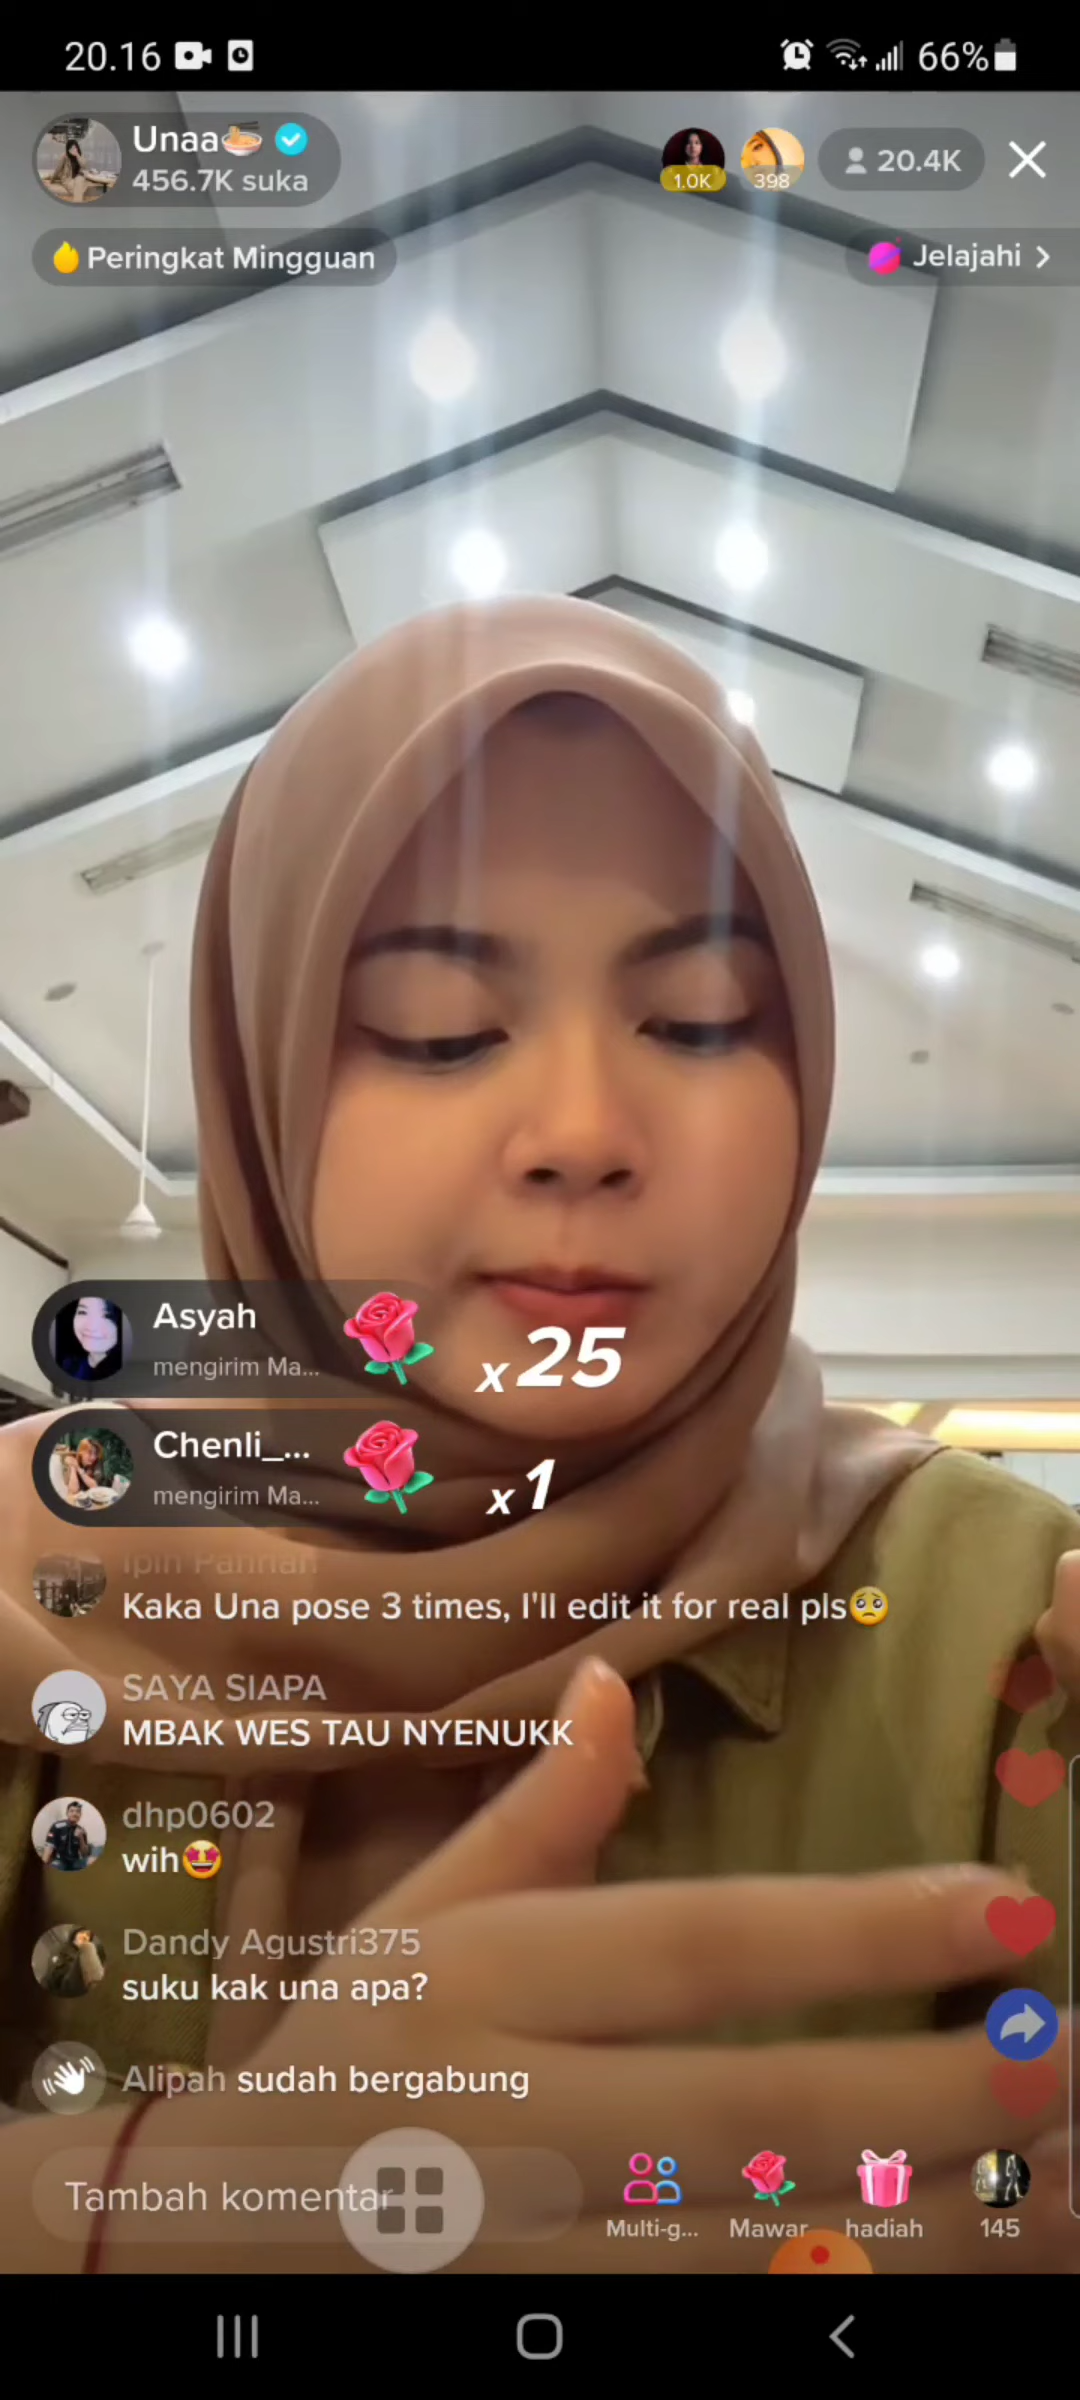 20.16
66%
Unaa
456.7K suka
1.0K
398
20.4K
Peringkat Mingguan
Jelajahi >
Asyah
mengirim Ma...
x25
Chenli_...
mengirim Ma...
x1
Kaka Una pose 3 times, I'll edit it for real pls🥺
SAYA SIAPA
MBAK WES TAU NYENUKK
dhp0602
wih🤩
Dandy Agustri375
suku kak una apa?
Alipah sudah bergabung
Tambah komentar
Multi-g...
Mawar
hadiah
145